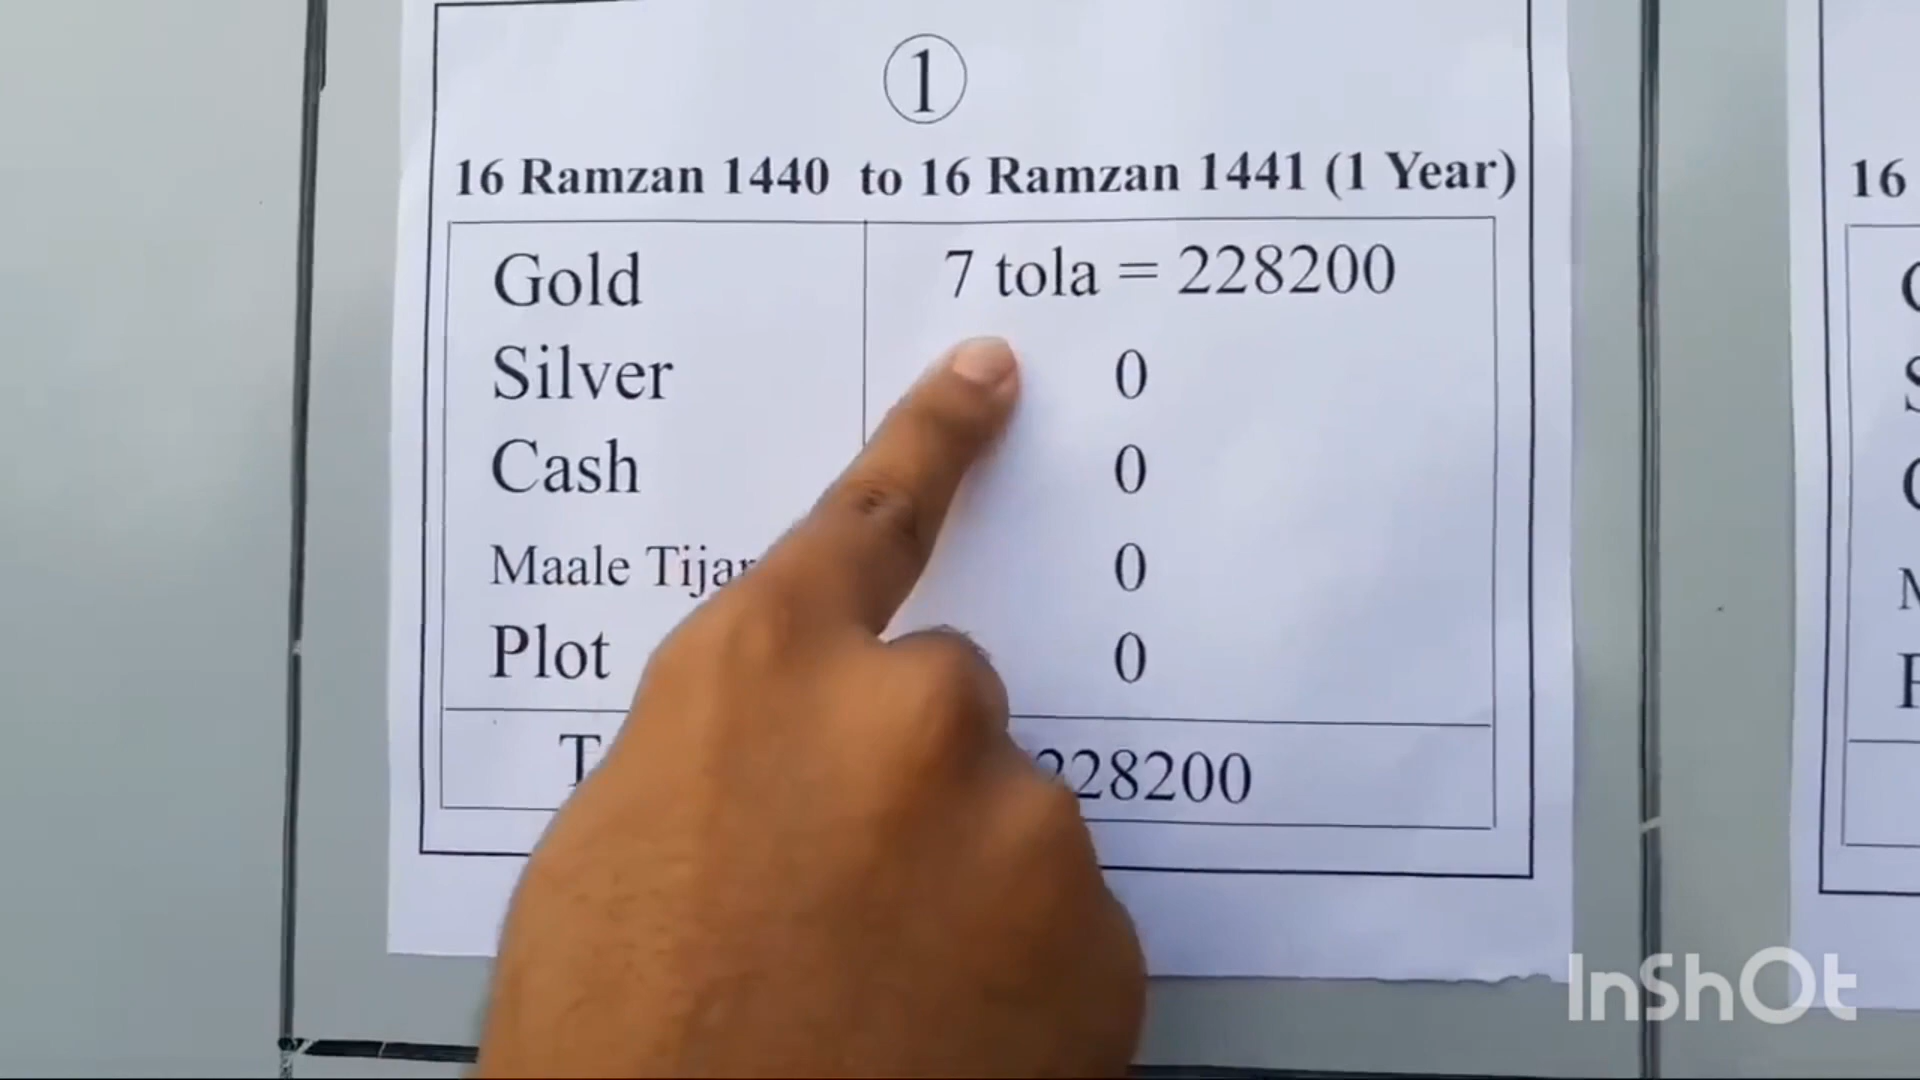 ①
16 Ramzan 1440 to 16 Ramzan 1441 (1 Year)
16
Gold 7 tola = 228200
Silver 0
Cash 0
Maale 0
Plot 0
228200
InShOt